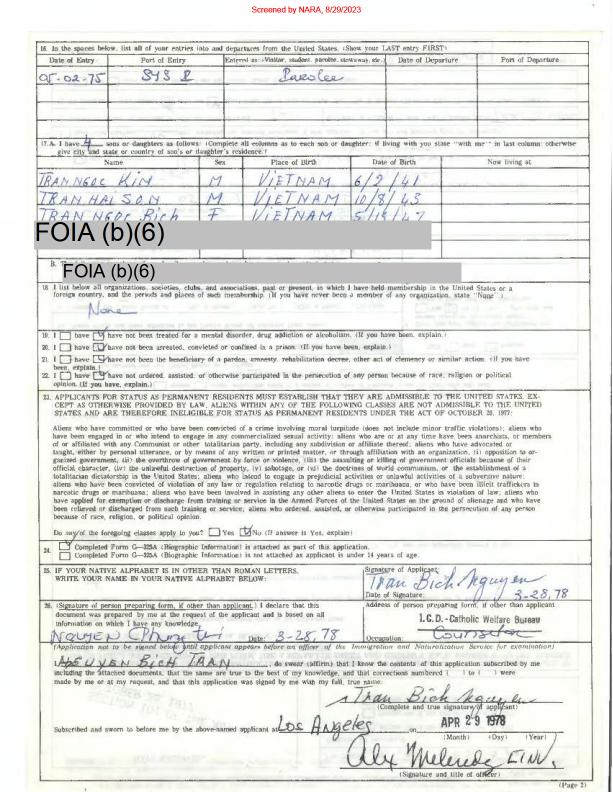 Screened by NARA, 8/29/2023
16. In the spaces below, list all of your entries into and departures from the United States. (Show your LAST entry FIRST)
Date of Entry Port of Entry Entered as: (Visitor, student, parolee, stowaway, etc.) Date of Departure Port of Departure
05-02-75 SYS Parolee
17. A. I have 4 sons or daughters as follows: (Complete all columns as to each son or daughter; if living with you state "with me" in last column; otherwise
give city and state or country of son's or daughter's residence.)
Name Sex Place of Birth Date of Birth Now living at
TRAN NGOC KIM M VIETNAM 6/2/41
TRAN HAI SON M VIETNAM 10/8/43
TRAN NGOC Bich F VIETNAM 5/19/47
FOIA (b)(6)
B.
FOIA (b)(6)
18. I list below all organizations, societies, clubs, and associations, past or present, in which I have held membership in the United States or a
foreign country, and the periods and places of such membership. (If you have never been a member of any organization, state "None".)
None
19. I have have not been treated for a mental disorder, drug addiction or alcoholism. (If you have been, explain.)
20. I have have not been arrested, convicted or confined in a prison. (If you have been, explain.)
21. I have have not been the beneficiary of a pardon, amnesty, rehabilitation decree, other act of clemency or similar action. (If you have
been, explain.)
22. I have have not ordered, assisted, or otherwise participated in the persecution of any person because of race, religion or political
opinion. (If you have, explain.)
23. APPLICANTS FOR STATUS AS PERMANENT RESIDENTS MUST ESTABLISH THAT THEY ARE ADMISSIBLE TO THE UNITED STATES. EX-
CEPT AS OTHERWISE PROVIDED BY LAW, ALIENS WITHIN ANY OF THE FOLLOWING CLASSES ARE NOT ADMISSIBLE TO THE UNITED
STATES AND ARE THEREFORE INELIGIBLE FOR STATUS AS PERMANENT RESIDENTS UNDER THE ACT OF OCTOBER 28, 1977:
Aliens who have committed or who have been convicted of a crime involving moral turpitude (does not include minor traffic violations); aliens who
have been engaged in or who intend to engage in any commercialized sexual activity; aliens who are or at any time have been anarchists, or members
of or affiliated with any Communist or other totalitarian party, including any subdivision or affiliate thereof; aliens who have advocated or
taught, either by personal utterance, or by means of any written or printed matter, or through affiliation with an organization, (i) opposition to or-
ganized government, (ii) the overthrow of government by force or violence, (iii) the assaulting or killing of government officials because of their
official character, (iv) the unlawful destruction of property, (v) sabotage, or (vi) the doctrines of world communism, or the establishment of a
totalitarian dictatorship in the United States; aliens who intend to engage in prejudicial activities or unlawful activities of a subversive nature;
aliens who have been convicted of violation of any law or regulation relating to narcotic drugs or marihuana, or who have been illicit traffickers in
narcotic drugs or marihuana; aliens who have been involved in assisting any other aliens to enter the United States in violation of law; aliens who
have applied for exemption or discharge from training or service in the Armed Forces of the United States on the ground of alienage and who have
been relieved or discharged from such training or service; aliens who ordered, assisted, or otherwise participated in the persecution of any person
because of race, religion, or political opinion.
Do any of the foregoing classes apply to you? Yes No (If answer is Yes, explain)
24. Completed Form G-325A (Biographic Information) is attached as part of this application.
Completed Form G-325A (Biographic Information) is not attached as applicant is under 14 years of age.
25. IF YOUR NATIVE ALPHABET IS IN OTHER THAN ROMAN LETTERS,
WRITE YOUR NAME IN YOUR NATIVE ALPHABET BELOW:
Signature of Applicant:
Tran Bich Nguyen
Date of Signature: 3-28, 78
26. (Signature of person preparing form, if other than applicant.) I declare that this
document was prepared by me at the request of the applicant and is based on all
information on which I have any knowledge.
NGUYEN Date: 3-28, 78
Address of person preparing form, if other than applicant
I.C.D.-Catholic Welfare Bureau
Occupation: Counselor
(Application not to be signed below until applicant appears before an officer of the Immigration and Naturalization Service for examination)
I, NGUYEN BICH TRAN, do swear (affirm) that I know the contents of this application subscribed by me
including the attached documents, that the same are true to the best of my knowledge, and that corrections numbered ( ) to ( ) were
made by me or at my request, and that this application was signed by me with my full, true name:
Tran Bich Nguyen
(Complete and true signature of applicant)
Subscribed and sworn to before me by the above-named applicant at Los Angeles on APR 29 1978
(Month) (Day) (Year)
(Signature and title of officer)
(Page 2)